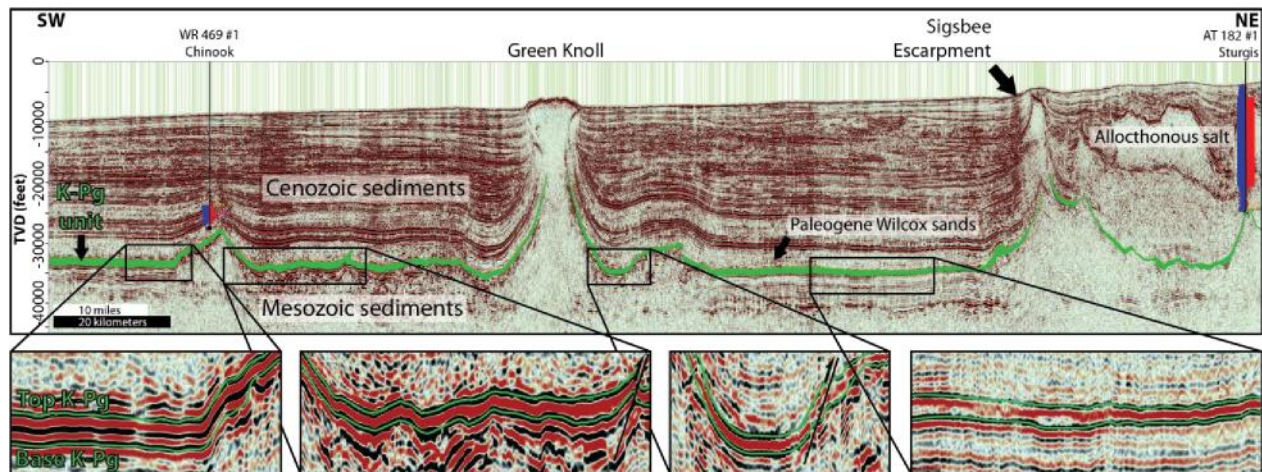 SW
NE
WR 469 #1
Chinook
Green Knoll
Sigsbee
Escarpment
AT 182 #1
Sturgis
0
-10000
-20000
-30000
-40000
TVD (feet)
Allocthonous salt
Cenozoic sediments
K-Pg
unit
Paleogene Wilcox sands
Mesozoic sediments
10 miles
20 kilometers
Top K-Pg
Base K-Pg